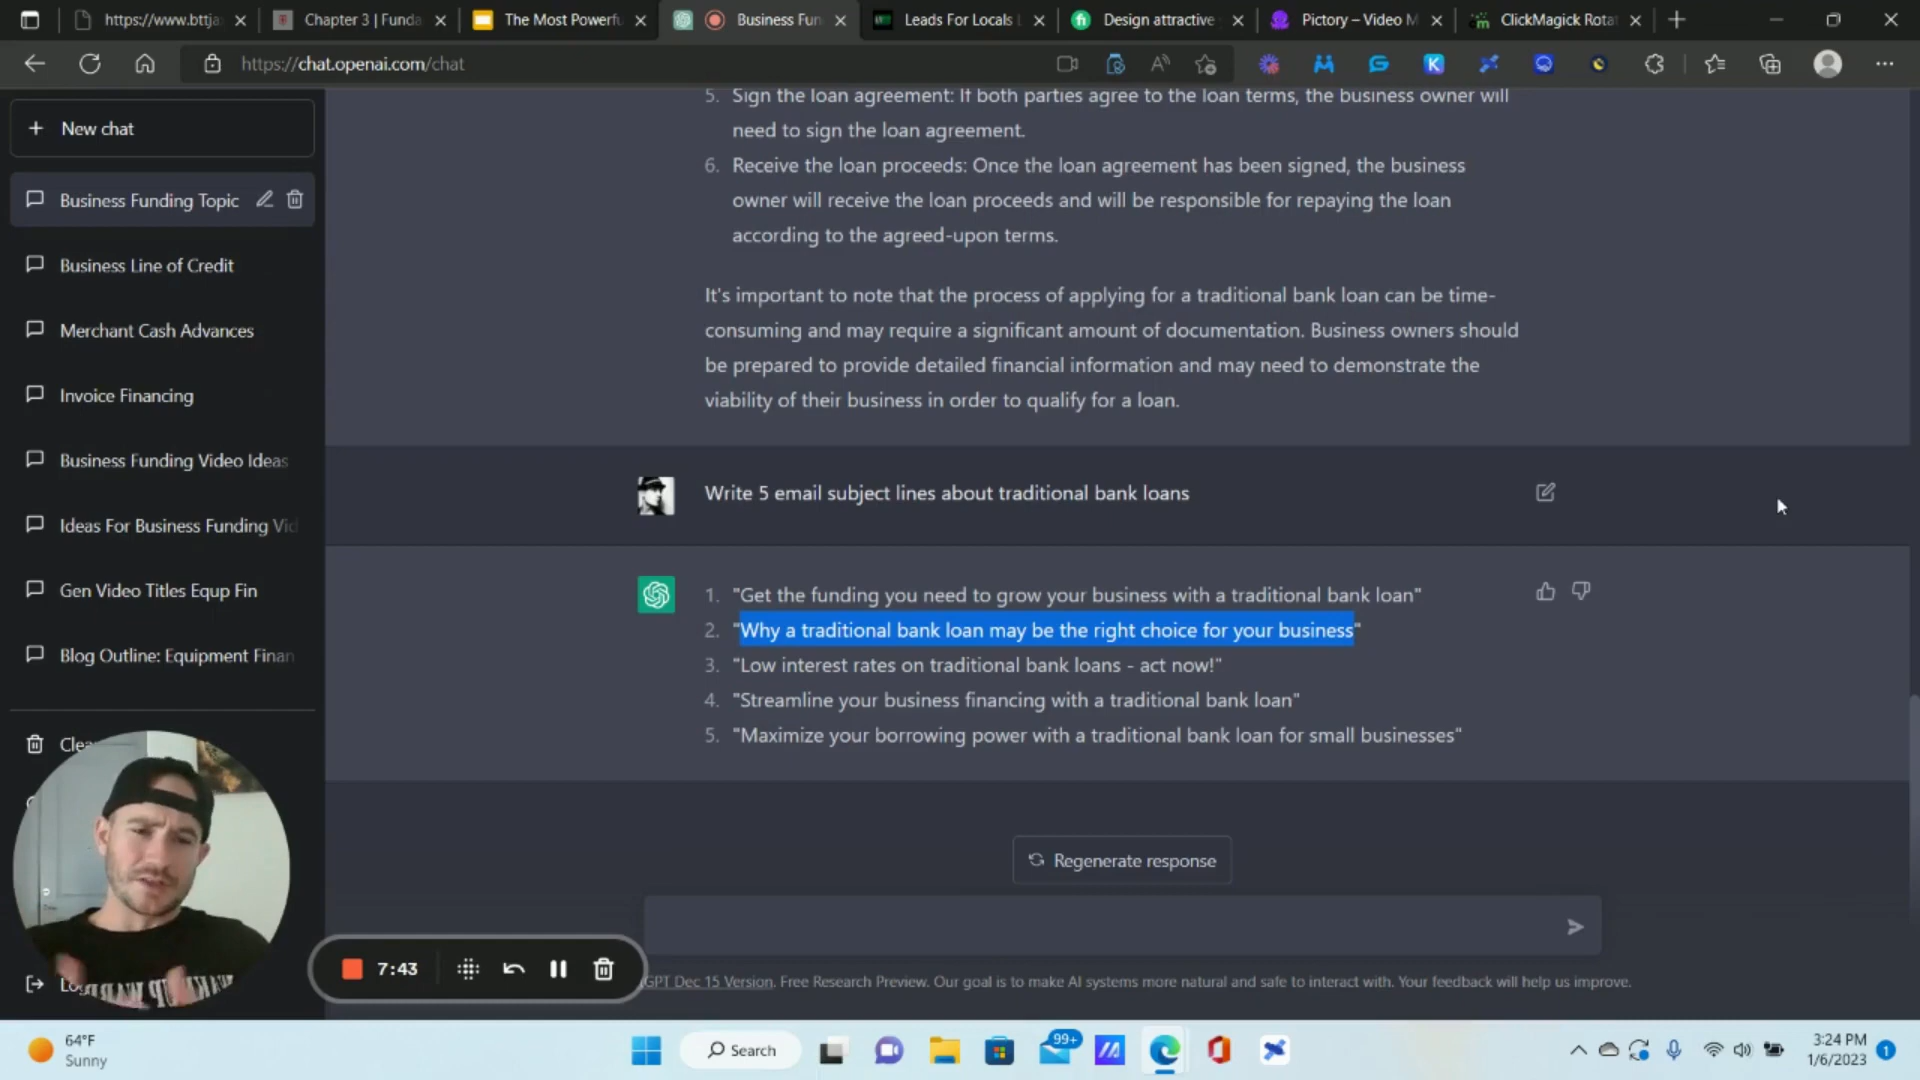 https://www.bttja
Chapter 3 | Funda
The Most Powerfu
Business Fun
Leads For Locals L
Design attractive
Pictory – Video M
ClickMagick Rotat
https://chat.openai.com/chat
New chat
Business Funding Topic
Business Line of Credit
Merchant Cash Advances
Invoice Financing
Business Funding Video Ideas
Ideas For Business Funding Vid
Gen Video Titles Equp Fin
Blog Outline: Equipment Finan
Clea
5. Sign the loan agreement: If both parties agree to the loan terms, the business owner will
need to sign the loan agreement.
6. Receive the loan proceeds: Once the loan agreement has been signed, the business
owner will receive the loan proceeds and will be responsible for repaying the loan
according to the agreed-upon terms.
It's important to note that the process of applying for a traditional bank loan can be time-
consuming and may require a significant amount of documentation. Business owners should
be prepared to provide detailed financial information and may need to demonstrate the
viability of their business in order to qualify for a loan.
Write 5 email subject lines about traditional bank loans
1. "Get the funding you need to grow your business with a traditional bank loan"
2. "Why a traditional bank loan may be the right choice for your business"
3. "Low interest rates on traditional bank loans - act now!"
4. "Streamline your business financing with a traditional bank loan"
5. "Maximize your borrowing power with a traditional bank loan for small businesses"
Regenerate response
7:43
GPT Dec 15 Version. Free Research Preview. Our goal is to make AI systems more natural and safe to interact with. Your feedback will help us improve.
64°F
Sunny
Search
99+
3:24 PM
1/6/2023
1